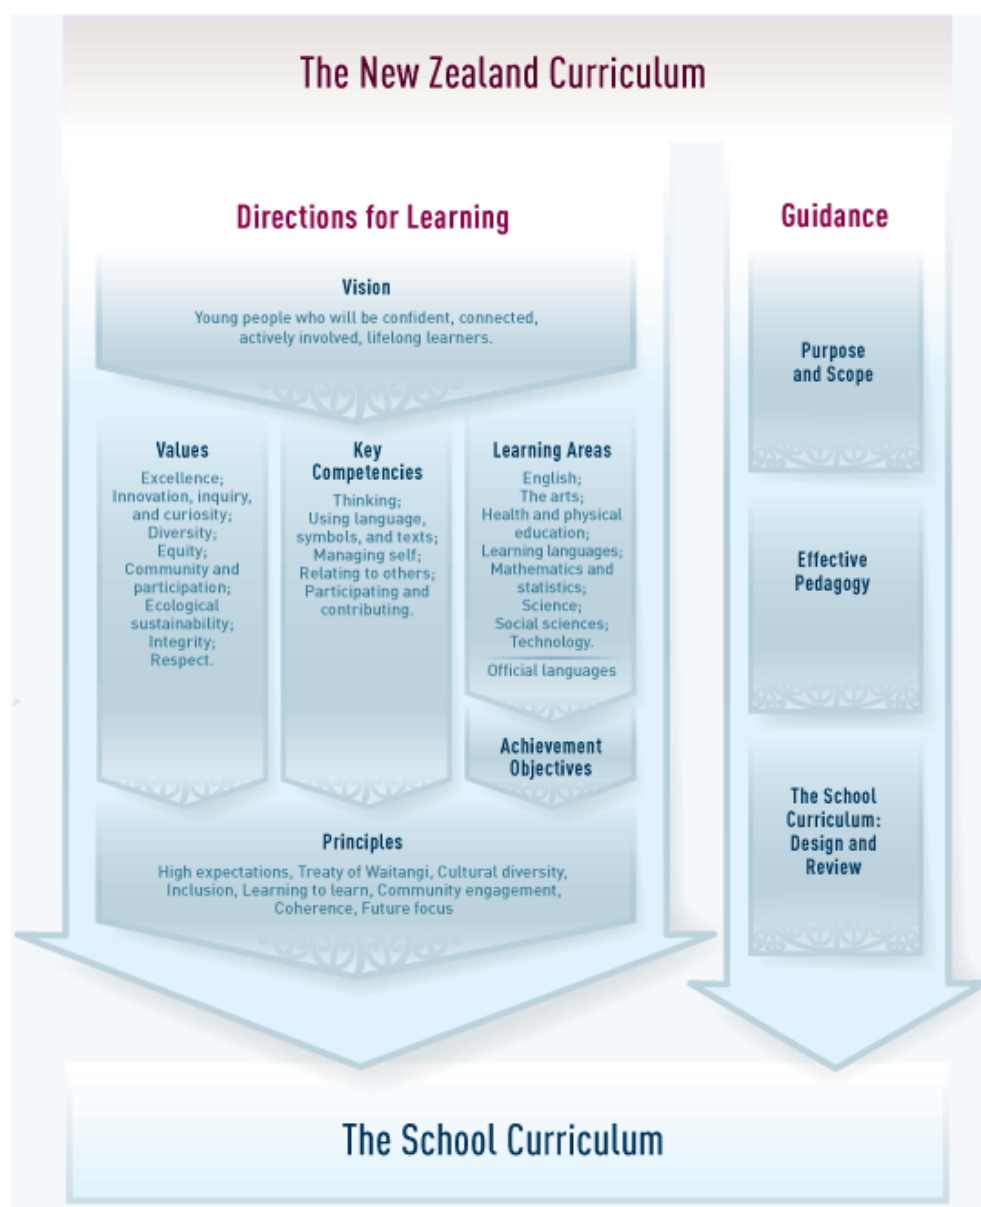 The New Zealand Curriculum
Directions for Learning
Vision
Young people who will be confident, connected,
actively involved, lifelong learners.
Values
Excellence;
Innovation, inquiry,
and curiosity;
Diversity;
Equity;
Community and
participation;
Ecological
sustainability;
Integrity;
Respect.
Key
Competencies
Thinking;
Using language,
symbols, and texts;
Managing self;
Relating to others;
Participating and
contributing.
Learning Areas
English;
The arts;
Health and physical
education;
Learning languages;
Mathematics and
statistics;
Science;
Social sciences;
Technology.
Official languages
Achievement
Objectives
Principles
High expectations, Treaty of Waitangi, Cultural diversity,
Inclusion, Learning to learn, Community engagement,
Coherence, Future focus
Guidance
Purpose
and Scope
Effective
Pedagogy
The School
Curriculum:
Design and
Review
The School Curriculum